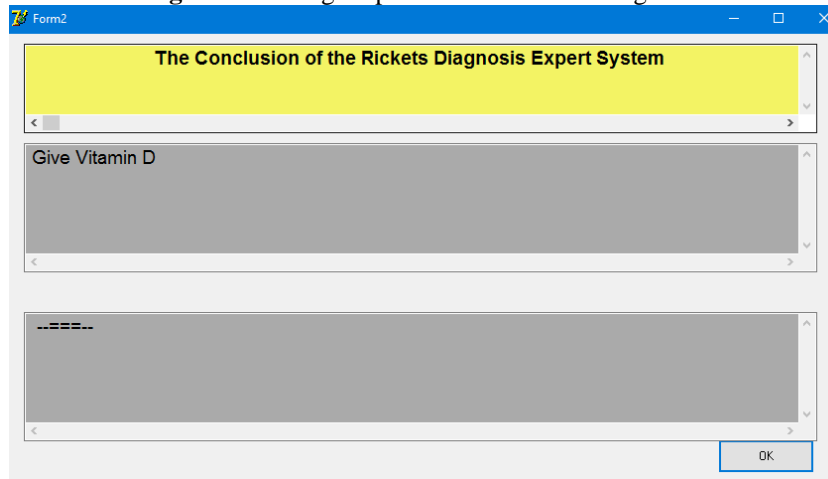 Form2
The Conclusion of the Rickets Diagnosis Expert System
Give Vitamin D
--===--
OK